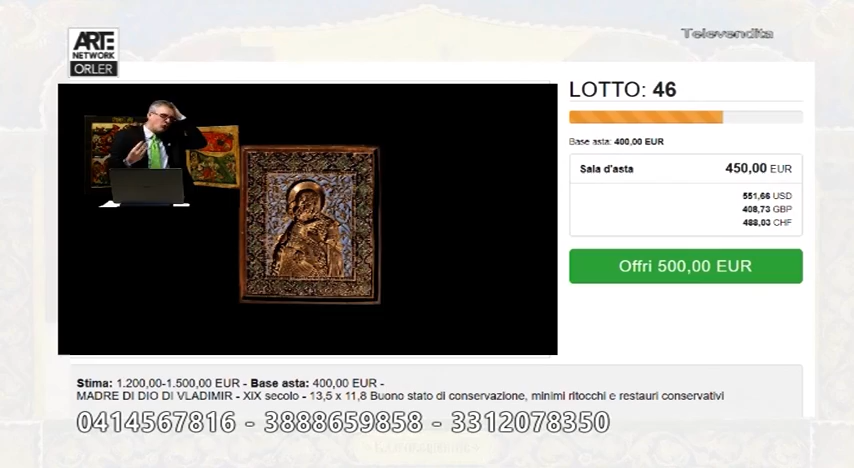 Televendita
ARTE
NETWORK
ORLER
LOTTO: 46
Base asta: 400,00 EUR
Sala d'asta 450,00 EUR
551,66 USD
408,73 GBP
488,03 CHF
Offri 500,00 EUR
Stima: 1.200,00-1.500,00 EUR - Base asta: 400,00 EUR -
MADRE DI DIO DI VLADIMIR - XIX secolo - 13,5 x 11,8 Buono stato di conservazione, minimi ritocchi e restauri conservativi
0414567816 - 3888659858 - 3312078350